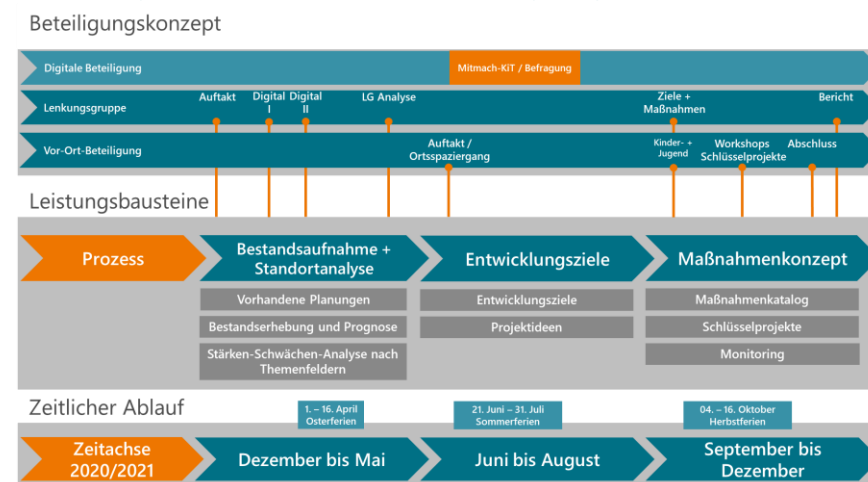 Beteiligungskonzept
Digitale Beteiligung
Mitmach-KiT / Befragung
Lenkungsgruppe
Auftakt
Digital
I
Digital
II
LG Analyse
Ziele +
Maßnahmen
Bericht
Vor-Ort-Beteiligung
Auftakt /
Ortsspaziergang
Kinder- +
Jugend
Workshops
Schlüsselprojekte
Abschluss
Leistungsbausteine
Prozess
Bestandsaufnahme +
Standortanalyse
Entwicklungsziele
Maßnahmenkonzept
Vorhandene Planungen
Bestandserhebung und Prognose
Stärken-Schwächen-Analyse nach
Themenfeldern
Entwicklungsziele
Projektideen
Maßnahmenkatalog
Schlüsselprojekte
Monitoring
Zeitlicher Ablauf
1. – 16. April
Osterferien
21. Juni – 31. Juli
Sommerferien
04. – 16. Oktober
Herbstferien
Zeitachse
2020/2021
Dezember bis Mai
Juni bis August
September bis
Dezember